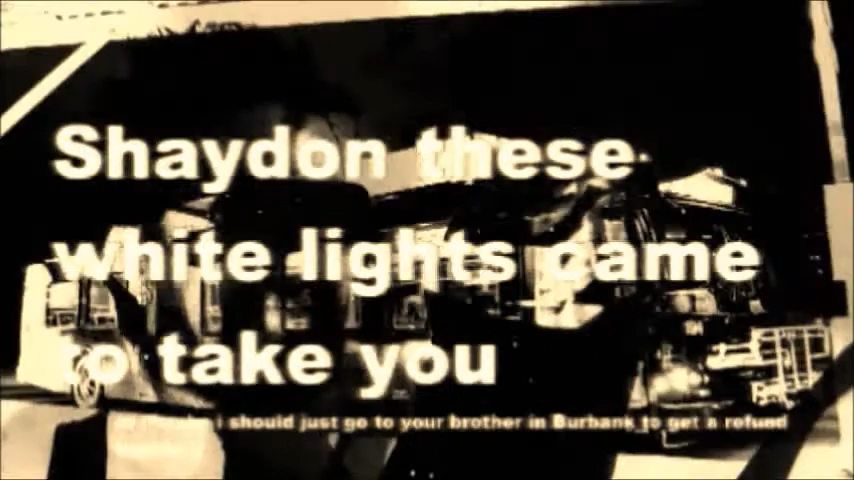 Shaydon these
white lights came
to take you
i should just go to your brother in Burbank to get a refund